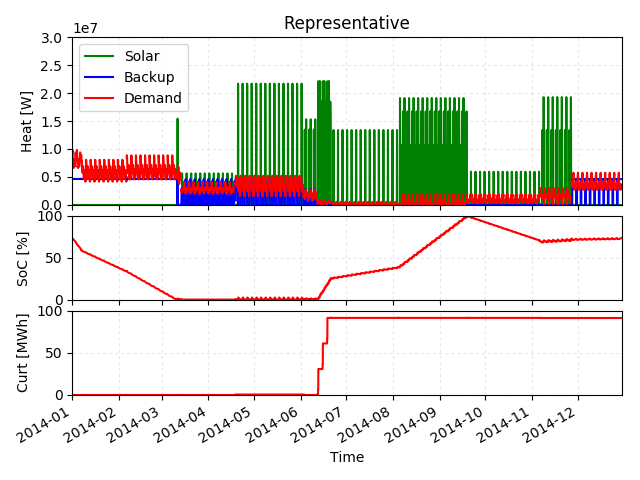 Representative
1e7
3.0
2.5
2.0
1.5
1.0
0.5
0.0
Heat [W]
Solar
Backup
Demand
100
50
0
SoC [%]
100
50
0
Curt [MWh]
2014-01
2014-02
2014-03
2014-04
2014-05
2014-06
2014-07
2014-08
2014-09
2014-10
2014-11
2014-12
Time